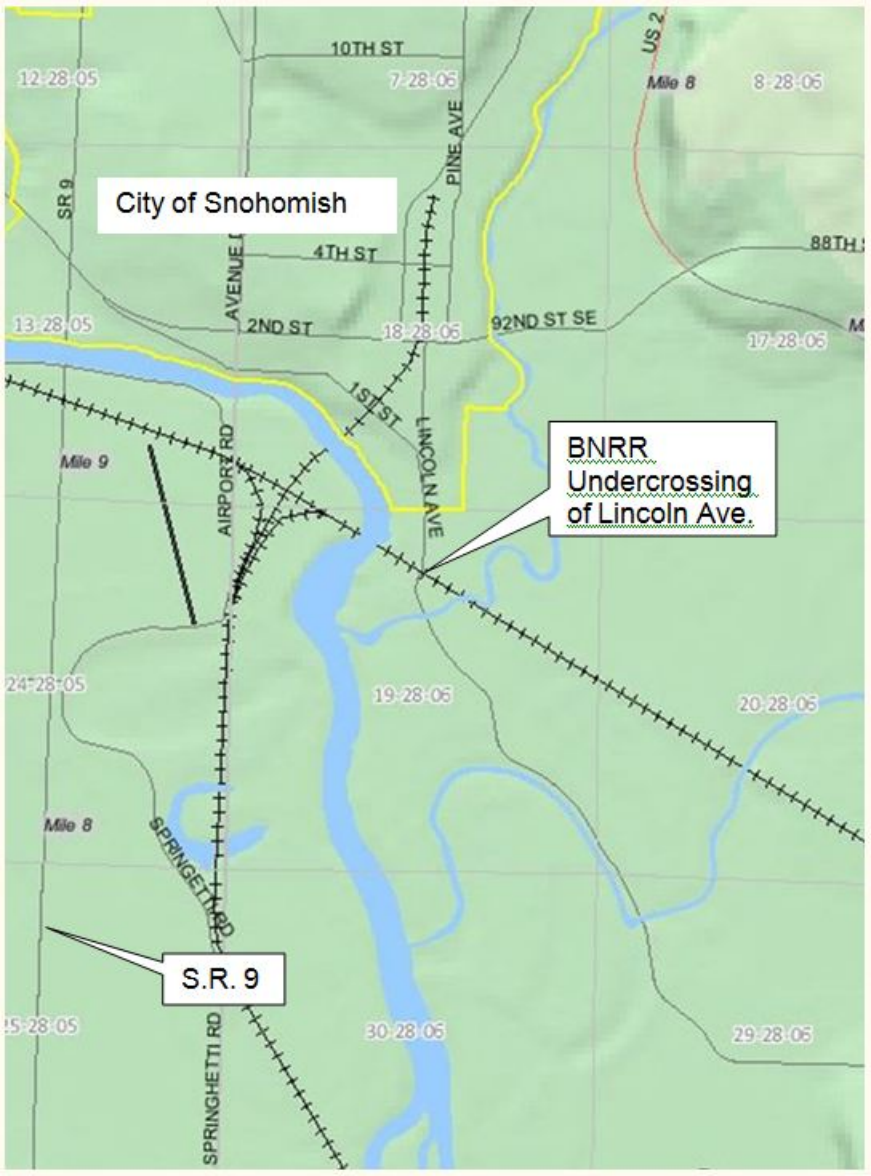 10TH ST
US 2
12-28-05
7-28-06
Mile 8
8-28-06
PINE AVE
SR 9
City of Snohomish
AVENUE D
4TH ST
88TH S
13-28-05
2ND ST
18-28-06
92ND ST SE
17-28-06
M
1ST ST
LINCOLN AVE
AIRPORT RD
Mile 9
BNRR
Undercrossing
of Lincoln Ave.
24-28-05
19-28-06
20-28-06
Mile 8
SPRINGETTI RD
S.R. 9
25-28-05
30-28-06
29-28-06
SPRINGHETTI RD